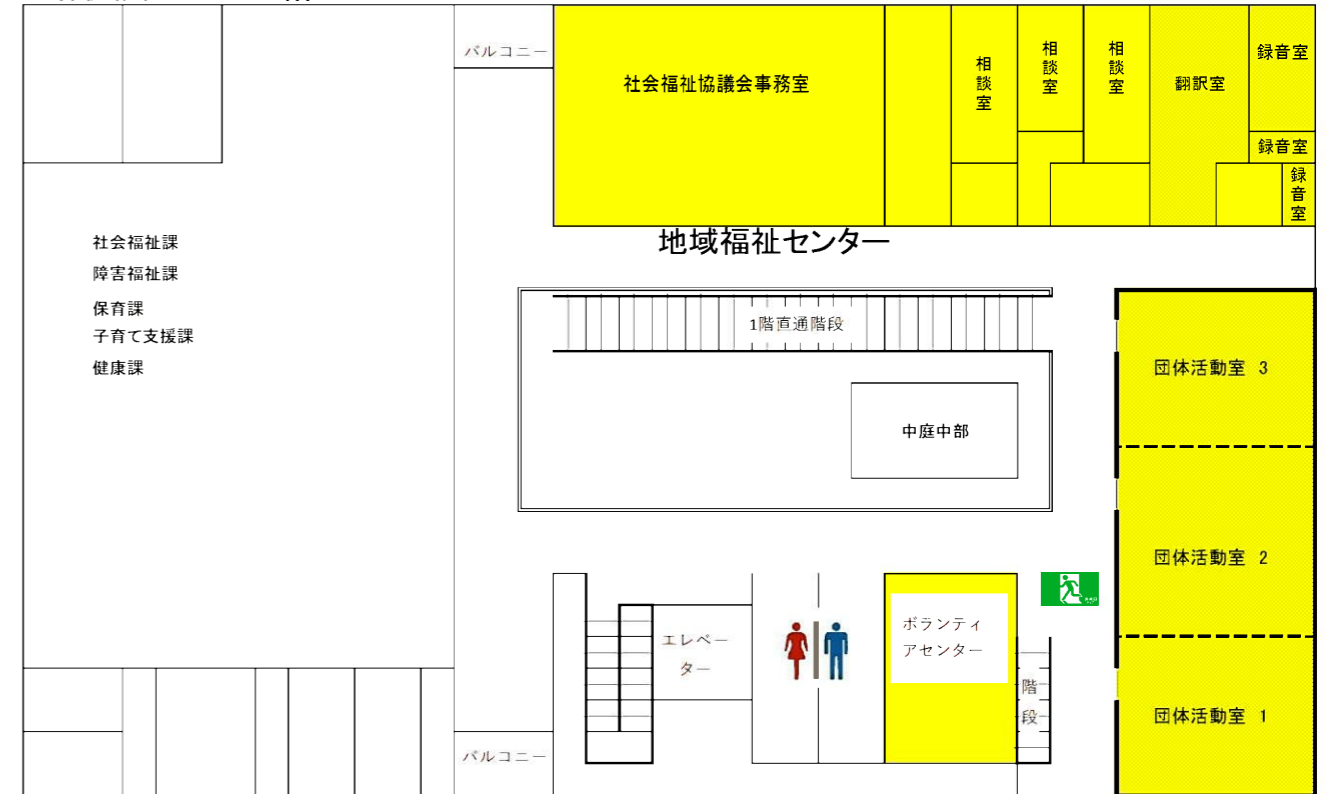 バルコニー
社会福祉協議会事務室
相談室
相談室
相談室
翻訳室
録音室
録音室
録音室
地域福祉センター
社会福祉課
障害福祉課
保育課
子育て支援課
健康課
1階直通階段
中庭中部
団体活動室 3
団体活動室 2
団体活動室 1
エレベー
ター
ボランティ
アセンター
階段
バルコニー